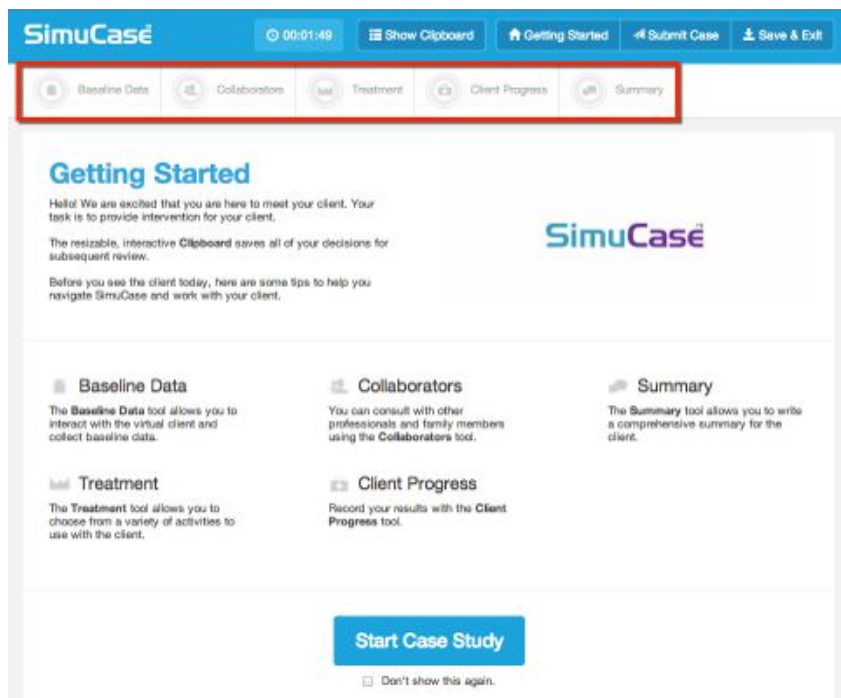 SimuCase
00:01:49
Show Clipboard
Getting Started
Submit Case
Save & Exit
Baseline Data
Collaborators
Treatment
Client Progress
Summary
Getting Started
Hello! We are excited that you are here to meet your client. Your
task is to provide intervention for your client.
The resizable, interactive Clipboard saves all of your decisions for
subsequent review.
Before you see the client today, here are some tips to help you
navigate SimuCase and work with your client.
SimuCase
Baseline Data
The Baseline Data tool allows you to
interact with the virtual client and
collect baseline data.
Collaborators
You can consult with other
professionals and family members
using the Collaborators tool.
Summary
The Summary tool allows you to write
a comprehensive summary for the
client.
Treatment
The Treatment tool allows you to
choose from a variety of activities to
use with the client.
Client Progress
Record your results with the Client
Progress tool.
Start Case Study
Don't show this again.